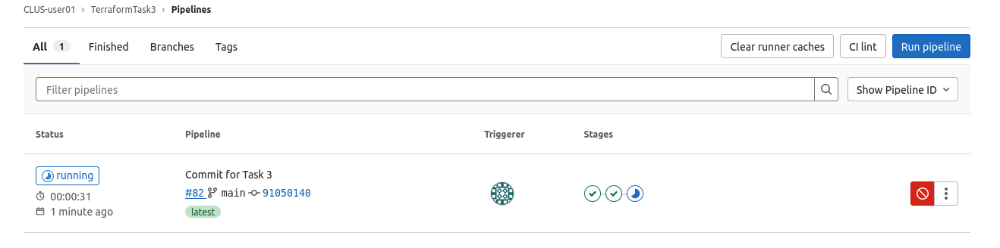 CLUS-user01 > TerraformTask3 > Pipelines
All 1 Finished Branches Tags Clear runner caches CI lint Run pipeline
Filter pipelines Show Pipeline ID
Status Pipeline Triggerer Stages
running Commit for Task 3
00:00:31 #82 main 91050140
1 minute ago latest